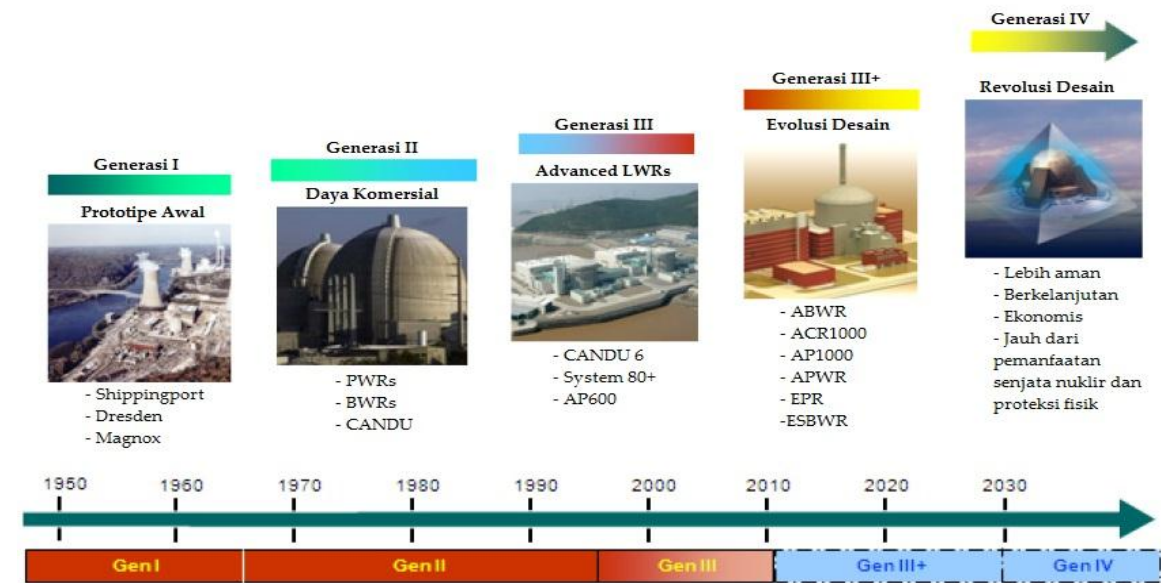 Generasi I
Prototipe Awal
- Shippingport
- Dresden
- Magnox
Generasi II
Daya Komersial
- PWRs
- BWRs
- CANDU
Generasi III
Advanced LWRs
- CANDU 6
- System 80+
- AP600
Generasi III+
Evolusi Desain
- ABWR
- ACR1000
- AP1000
- APWR
- EPR
-ESBWR
Generasi IV
Revolusi Desain
- Lebih aman
- Berkelanjutan
- Ekonomis
- Jauh dari
pemanfaatan
senjata nuklir dan
proteksi fisik
1950 1960 1970 1980 1990 2000 2010 2020 2030
Gen I Gen II Gen III Gen III+ Gen IV